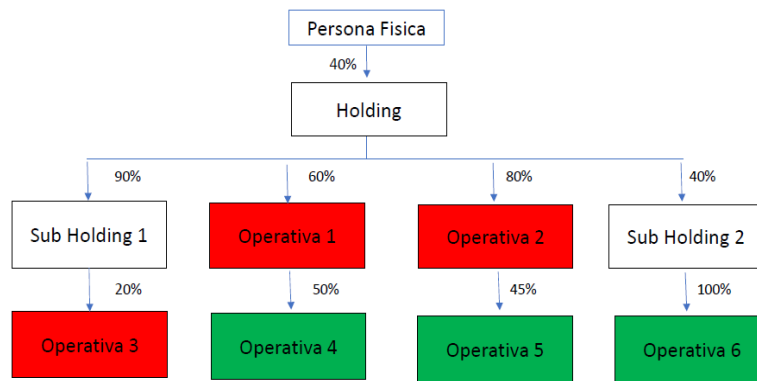 Persona Fisica
40%
Holding
90%
60%
80%
40%
Sub Holding 1
Operativa 1
Operativa 2
Sub Holding 2
20%
50%
45%
100%
Operativa 3
Operativa 4
Operativa 5
Operativa 6